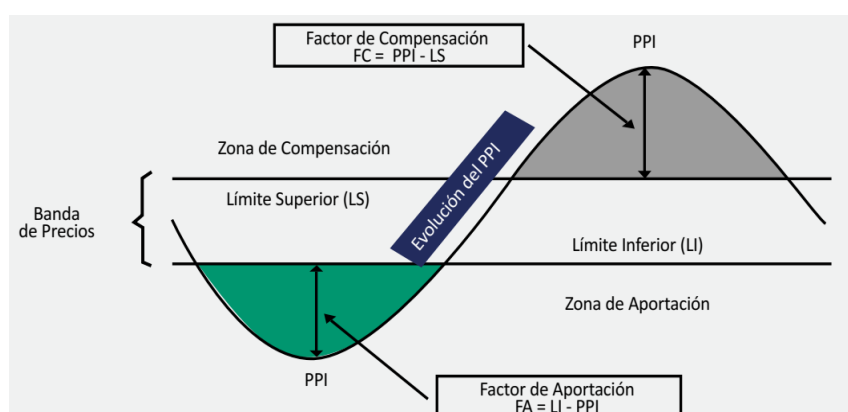 Factor de Compensación
FC = PPI - LS
PPI
Zona de Compensación
Evolución del PPI
Límite Superior (LS)
Banda
de Precios
Límite Inferior (LI)
Zona de Aportación
PPI
Factor de Aportación
FA = LI - PPI